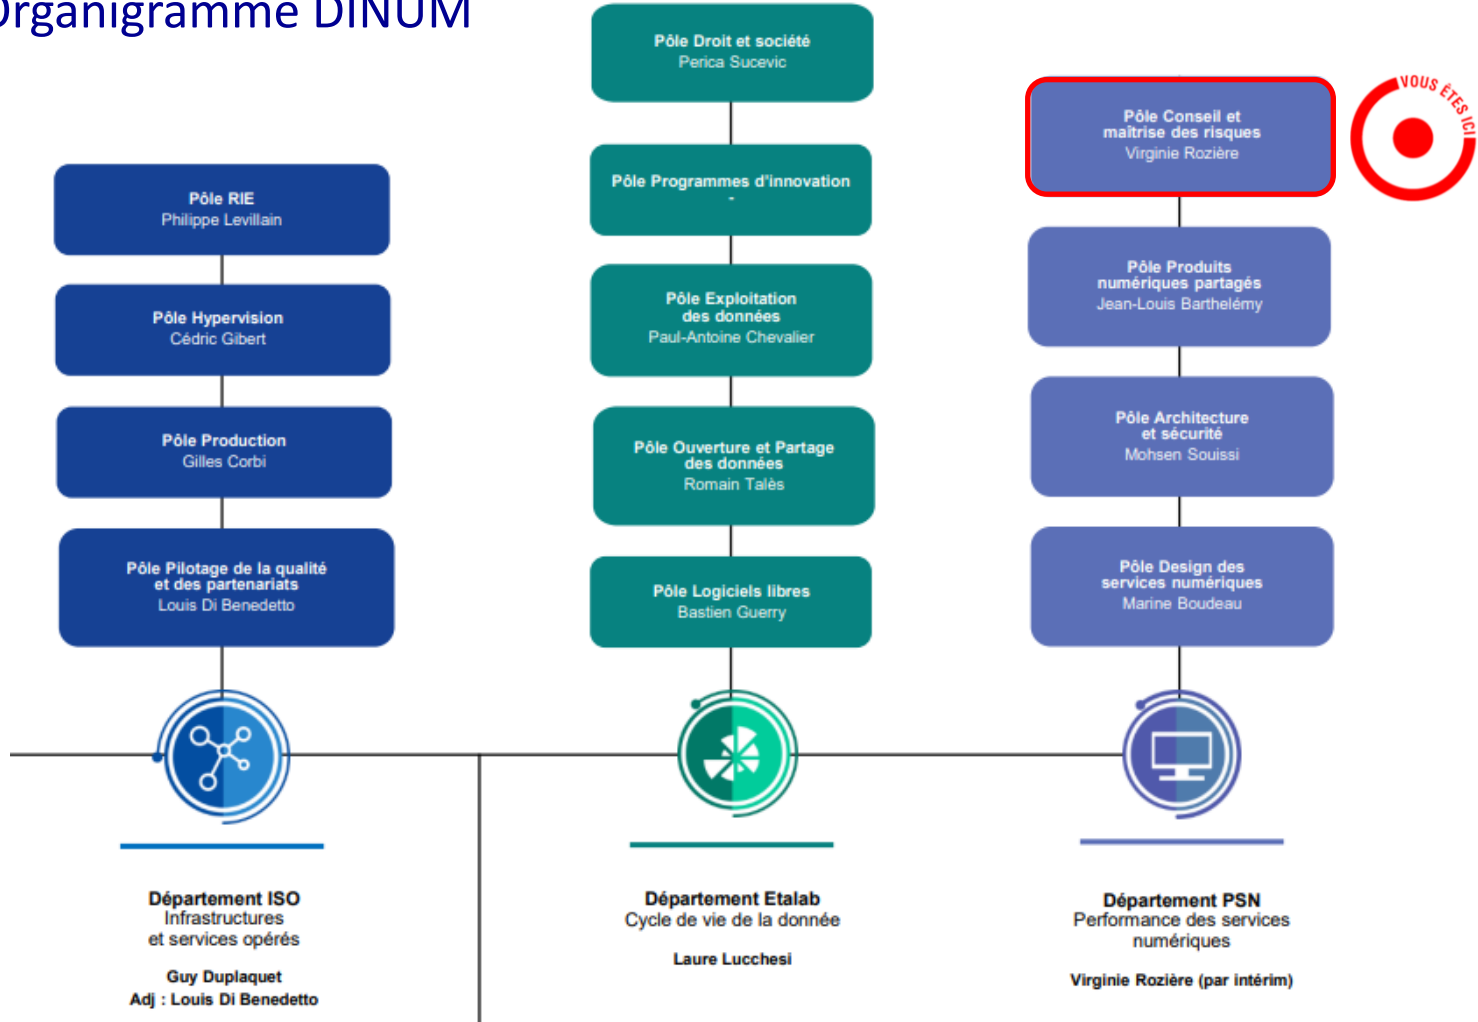 Organigramme DINUM
Pôle RIE
Philippe Levillain
Pôle Hypervision
Cédric Gibert
Pôle Production
Gilles Corbi
Pôle Pilotage de la qualité
et des partenariats
Louis Di Benedetto
Département ISO
Infrastructures
et services opérés
Guy Duplaquet
Adj : Louis Di Benedetto
Pôle Droit et société
Perica Sucevic
Pôle Programmes d'innovation
-
Pôle Exploitation
des données
Paul-Antoine Chevalier
Pôle Ouverture et Partage
des données
Romain Talès
Pôle Logiciels libres
Bastien Guerry
Département Etalab
Cycle de vie de la donnée
Laure Lucchesi
Pôle Conseil et
maîtrise des risques
Virginie Rozière
VOUS ÊTES ICI
Pôle Produits
numériques partagés
Jean-Louis Barthelémy
Pôle Architecture
et sécurité
Mohsen Souissi
Pôle Design des
services numériques
Marine Boudeau
Département PSN
Performance des services
numériques
Virginie Rozière (par intérim)